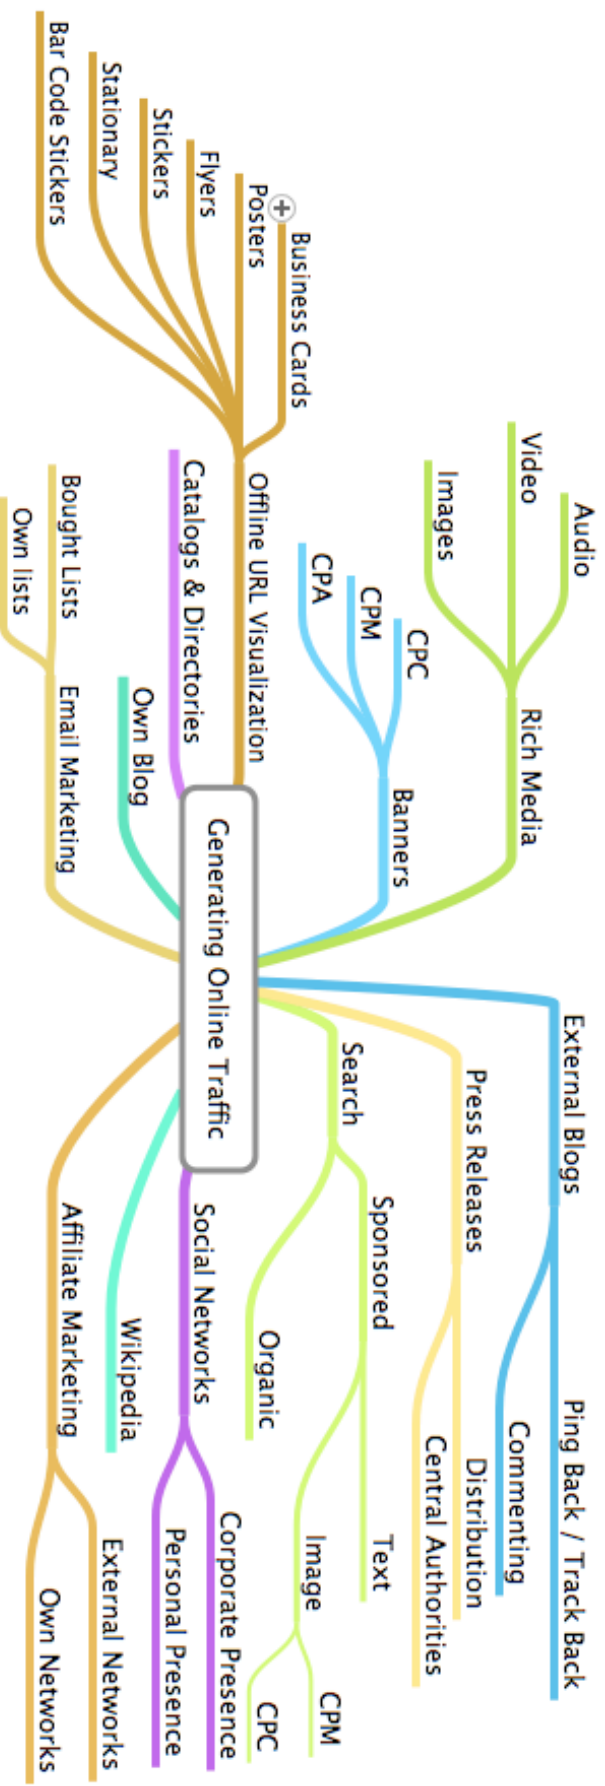 Generating Online Traffic
External Blogs
Ping Back / Track Back
Commenting
Press Releases
Distribution
Central Authorities
Search
Sponsored
Text
Image
CPM
CPC
Organic
Social Networks
Corporate Presence
Personal Presence
Wikipedia
Affiliate Marketing
External Networks
Own Networks
Rich Media
Audio
Video
Images
Banners
CPC
CPM
CPA
Offline URL Visualization
Business Cards
Posters
Flyers
Stickers
Stationary
Bar Code Stickers
Catalogs & Directories
Own Blog
Email Marketing
Bought Lists
Own lists